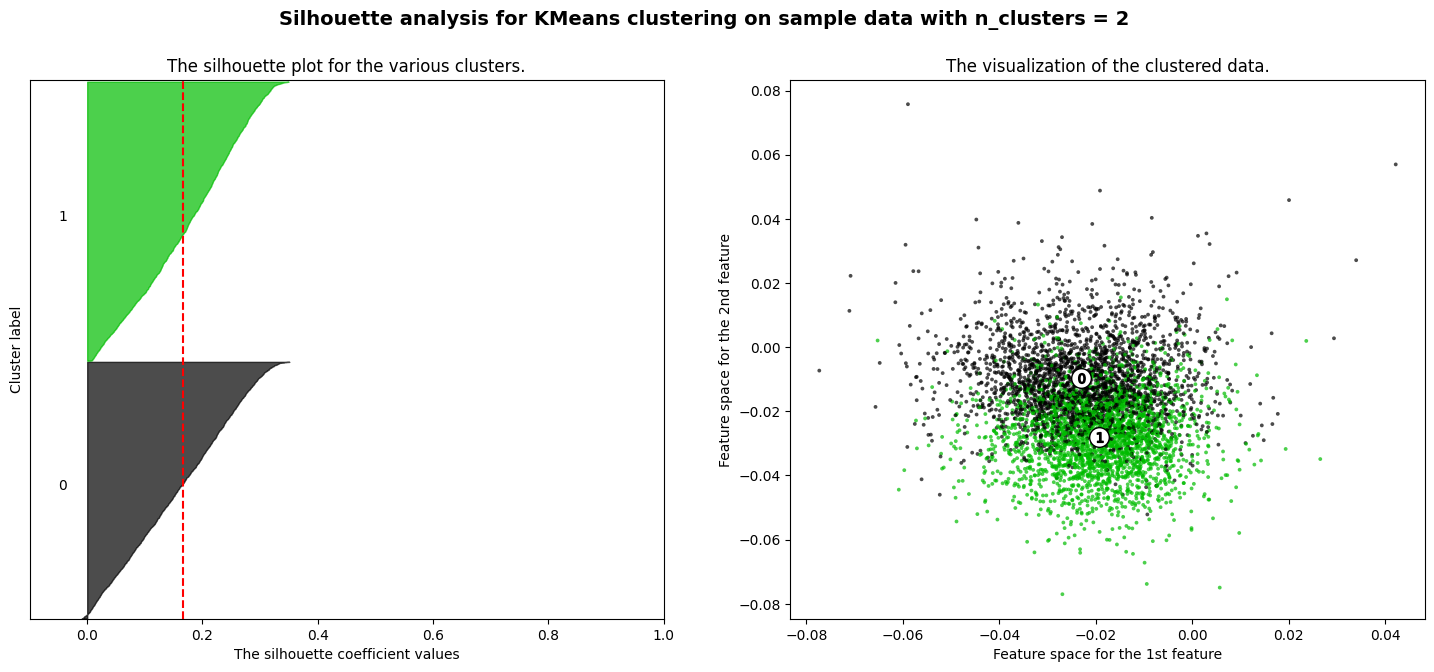 Silhouette analysis for KMeans clustering on sample data with n_clusters = 2
The silhouette plot for the various clusters.
1
0
Cluster label
0.0 0.2 0.4 0.6 0.8 1.0
The silhouette coefficient values
The visualization of the clustered data.
0.08
0.06
0.04
0.02
0.00
−0.02
−0.04
−0.06
−0.08
Feature space for the 2nd feature
0
1
−0.08 −0.06 −0.04 −0.02 0.00 0.02 0.04
Feature space for the 1st feature